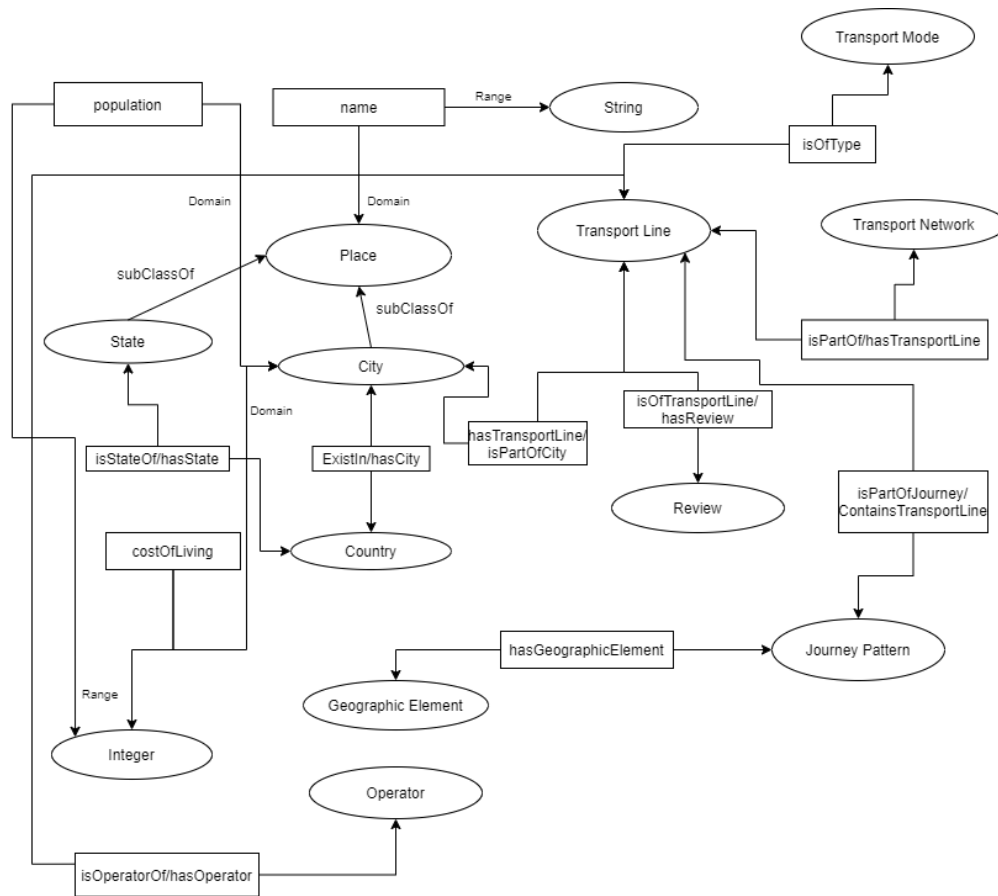 Transport Mode
population
name
Range
String
isOfType
Domain
Domain
Transport Line
Transport Network
Place
subClassOf
subClassOf
isPartOf/hasTransportLine
State
City
Domain
isOfTransportLine/
hasReview
hasTransportLine/
isPartOfCity
isStateOf/hasState
ExistIn/hasCity
isPartOfJourney/
ContainsTransportLine
Review
costOfLiving
Country
hasGeographicElement
Journey Pattern
Range
Geographic Element
Integer
Operator
isOperatorOf/hasOperator